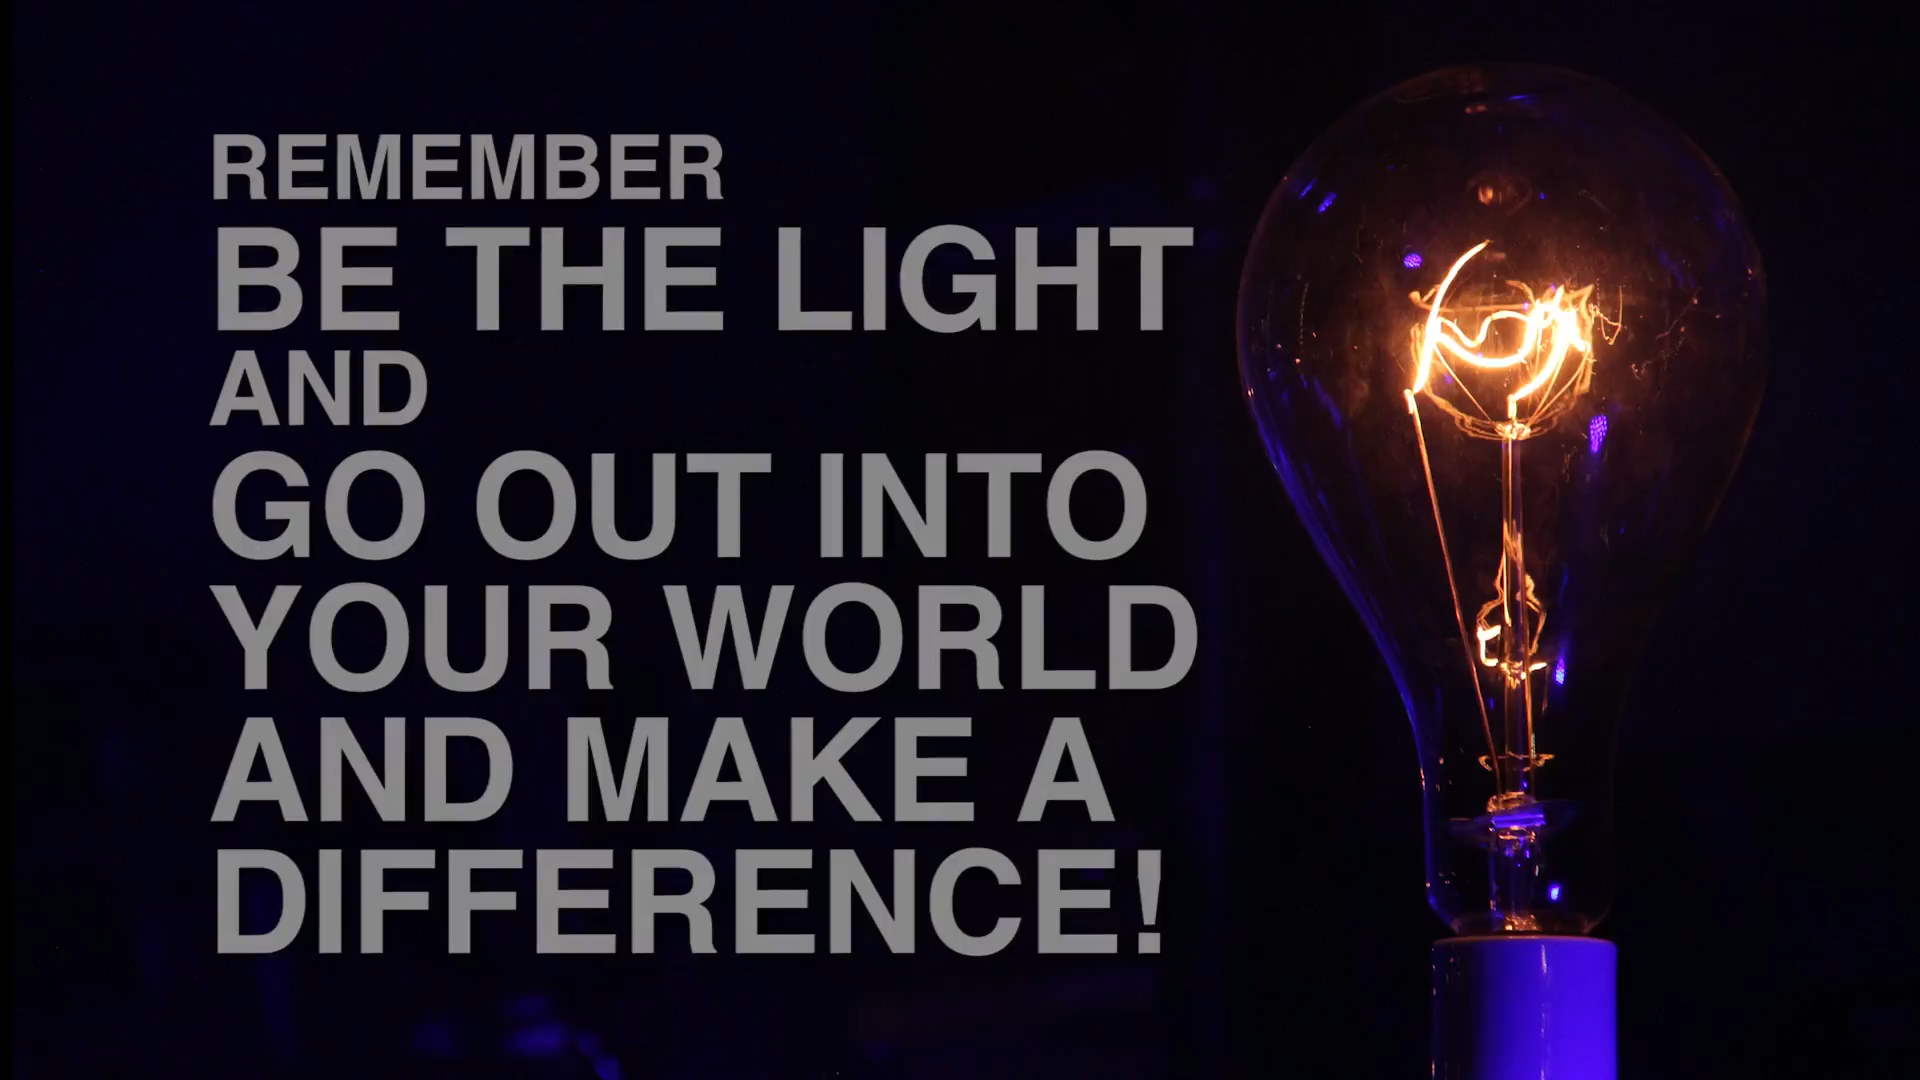 REMEMBER
BE THE LIGHT
AND
GO OUT INTO
YOUR WORLD
AND MAKE A
DIFFERENCE!